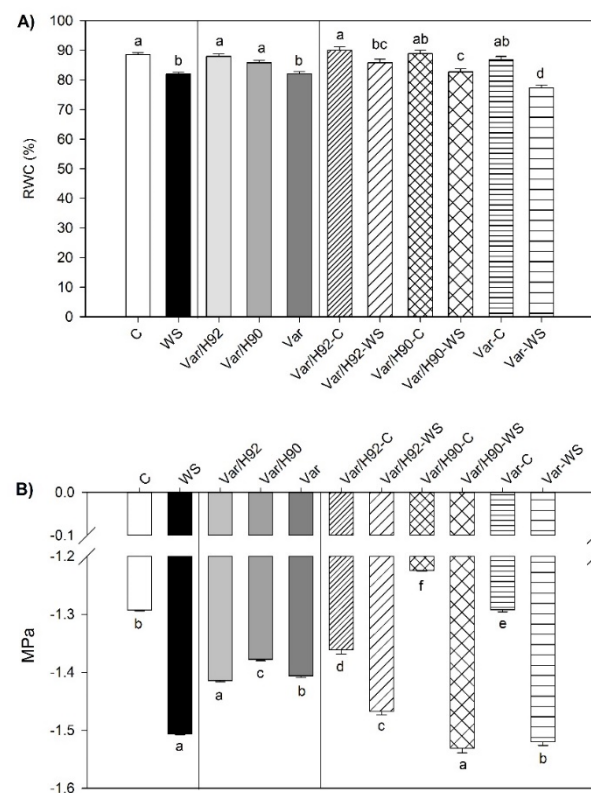 A)
a b a a b a bc ab c ab d
100
90
80
70
60
50
40
30
20
10
0
RWC (%)
C WS Var/H92 Var/H90 Var Var/H92-C Var/H92-WS Var/H90-C Var/H90-WS Var-C Var-WS
C WS Var/H92 Var/H90 Var Var/H92-C Var/H92-WS Var/H90-C Var/H90-WS Var-C Var-WS
B)
0.0
-0.1
-1.2
-1.3
-1.4
-1.5
-1.6
MPa
b a a c b d c f a e b